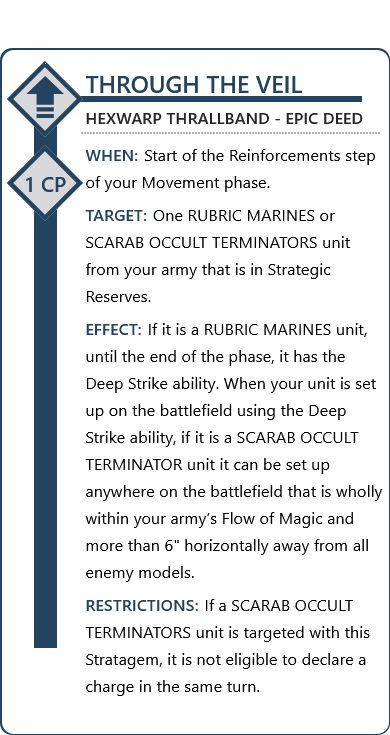 THROUGH THE VEIL
HEXWARP THRALLBAND - EPIC DEED
WHEN: Start of the Reinforcements step
of your Movement phase.
1 CP
TARGET: One RUBRIC MARINES or
SCARAB OCCULT TERMINATORS unit
from your army that is in Strategic
Reserves.
EFFECT: If it is a RUBRIC MARINES unit,
until the end of the phase, it has the
Deep Strike ability. When your unit is set
up on the battlefield using the Deep
Strike ability, if it is a SCARAB OCCULT
TERMINATOR unit it can be set up
anywhere on the battlefield that is wholly
within your army’s Flow of Magic and
more than 6" horizontally away from all
enemy models.
RESTRICTIONS: If a SCARAB OCCULT
TERMINATORS unit is targeted with this
Stratagem, it is not eligible to declare a
charge in the same turn.